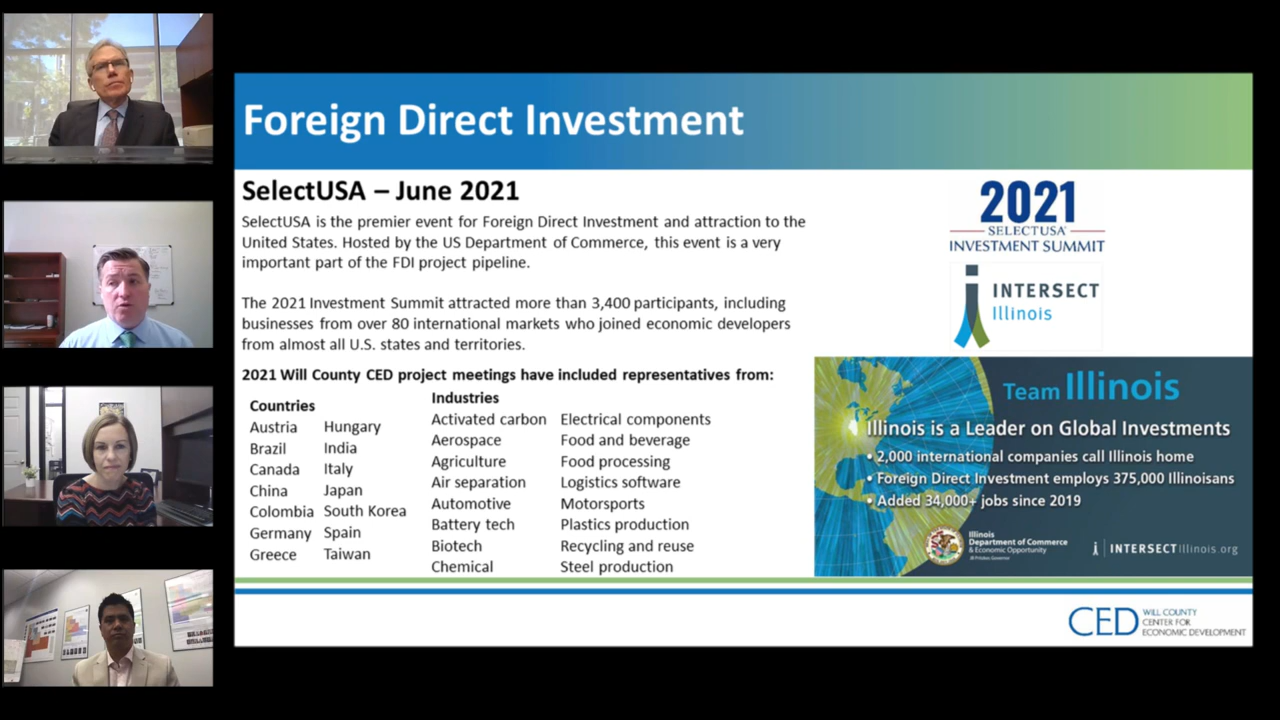 Foreign Direct Investment
SelectUSA – June 2021
SelectUSA is the premier event for Foreign Direct Investment and attraction to the
United States. Hosted by the US Department of Commerce, this event is a very
important part of the FDI project pipeline.
The 2021 Investment Summit attracted more than 3,400 participants, including
businesses from over 80 international markets who joined economic developers
from almost all U.S. states and territories.
2021 Will County CED project meetings have included representatives from:
Countries
Austria Hungary
Brazil India
Canada Italy
China Japan
Colombia South Korea
Germany Spain
Greece Taiwan
Industries
Activated carbon Electrical components
Aerospace Food and beverage
Agriculture Food processing
Air separation Logistics software
Automotive Motorsports
Battery tech Plastics production
Biotech Recycling and reuse
Chemical Steel production
2021
SELECTUSA
INVESTMENT SUMMIT
INTERSECT
Illinois
Team Illinois
Illinois is a Leader on Global Investments
• 2,000 international companies call Illinois home
• Foreign Direct Investment employs 375,000 Illinoisans
• Added 34,000+ jobs since 2019
Illinois
Department of Commerce
& Economic Opportunity
JB Pritzker, Governor
INTERSECTIllinois.org
CED WILL COUNTY
CENTER FOR
ECONOMIC DEVELOPMENT